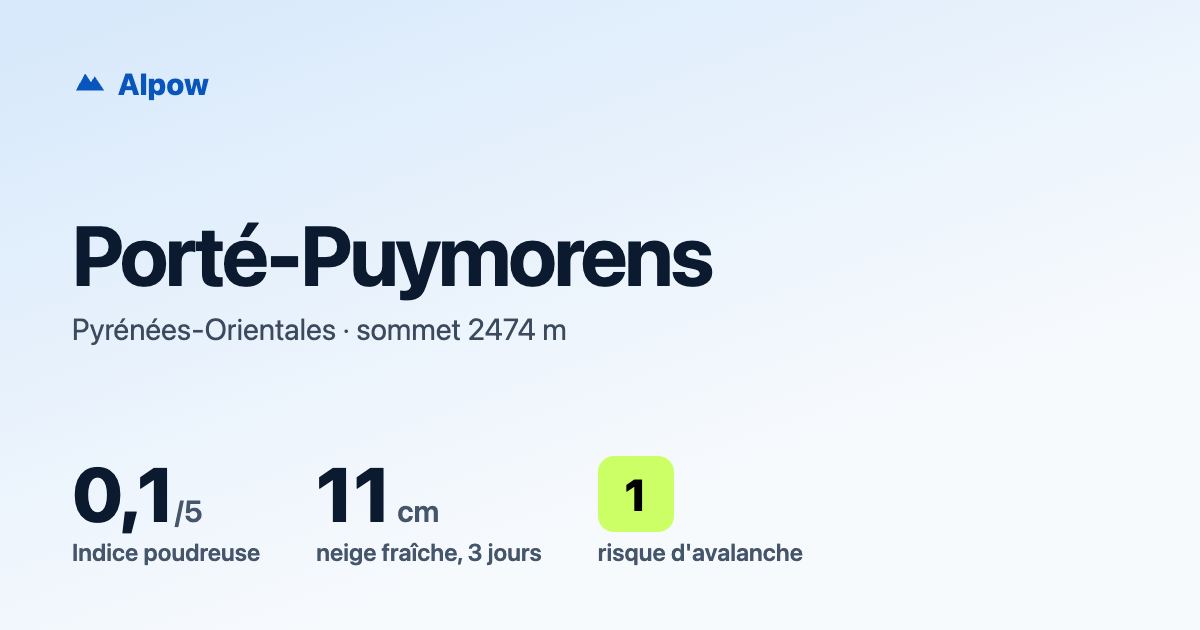 Alpow
Porté-Puymorens
Pyrénées-Orientales · sommet 2474 m
0,1/5
Indice poudreuse
11 cm
neige fraîche, 3 jours
1
risque d'avalanche